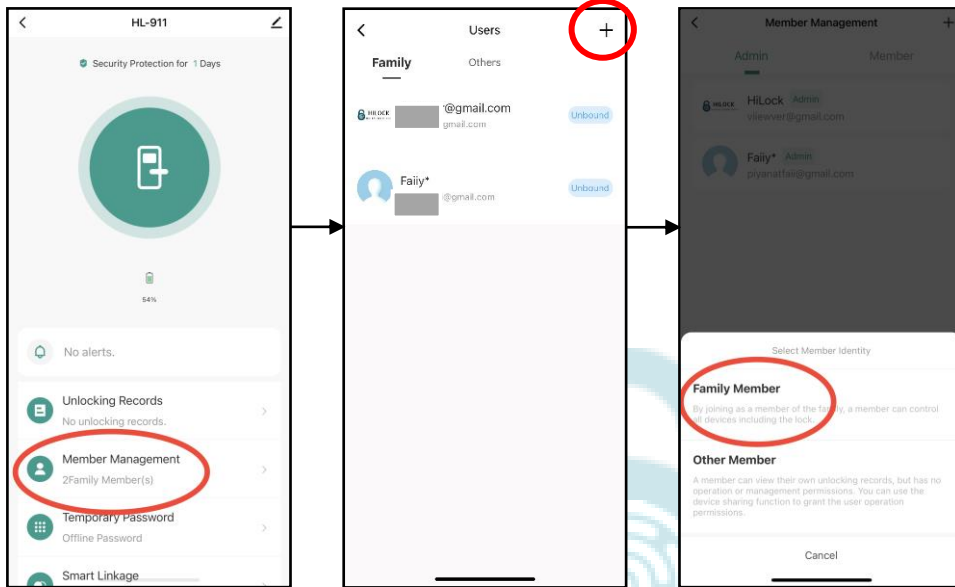 HL-911
Security Protection for 1 Days
54%
No alerts.
Unlocking Records
No unlocking records.
Member Management
2Family Member(s)
Temporary Password
Offline Password
Smart Linkage
Users
Family Others
HILOCK @gmail.com
gmail.com
Unbound
Faiiy*
@gmail.com
Unbound
Member Management
Admin Member
HILOCK HiLock Admin
vilewver@gmail.com
Faiiy* Admin
piyanatfaii@gmail.com
Select Member Identity
Family Member
By joining as a member of the family, a member can control
all devices including the lock.
Other Member
A member can view their own unlocking records, but has no
operation or management permissions. You can use the
device sharing function to grant the user operation
permissions.
Cancel